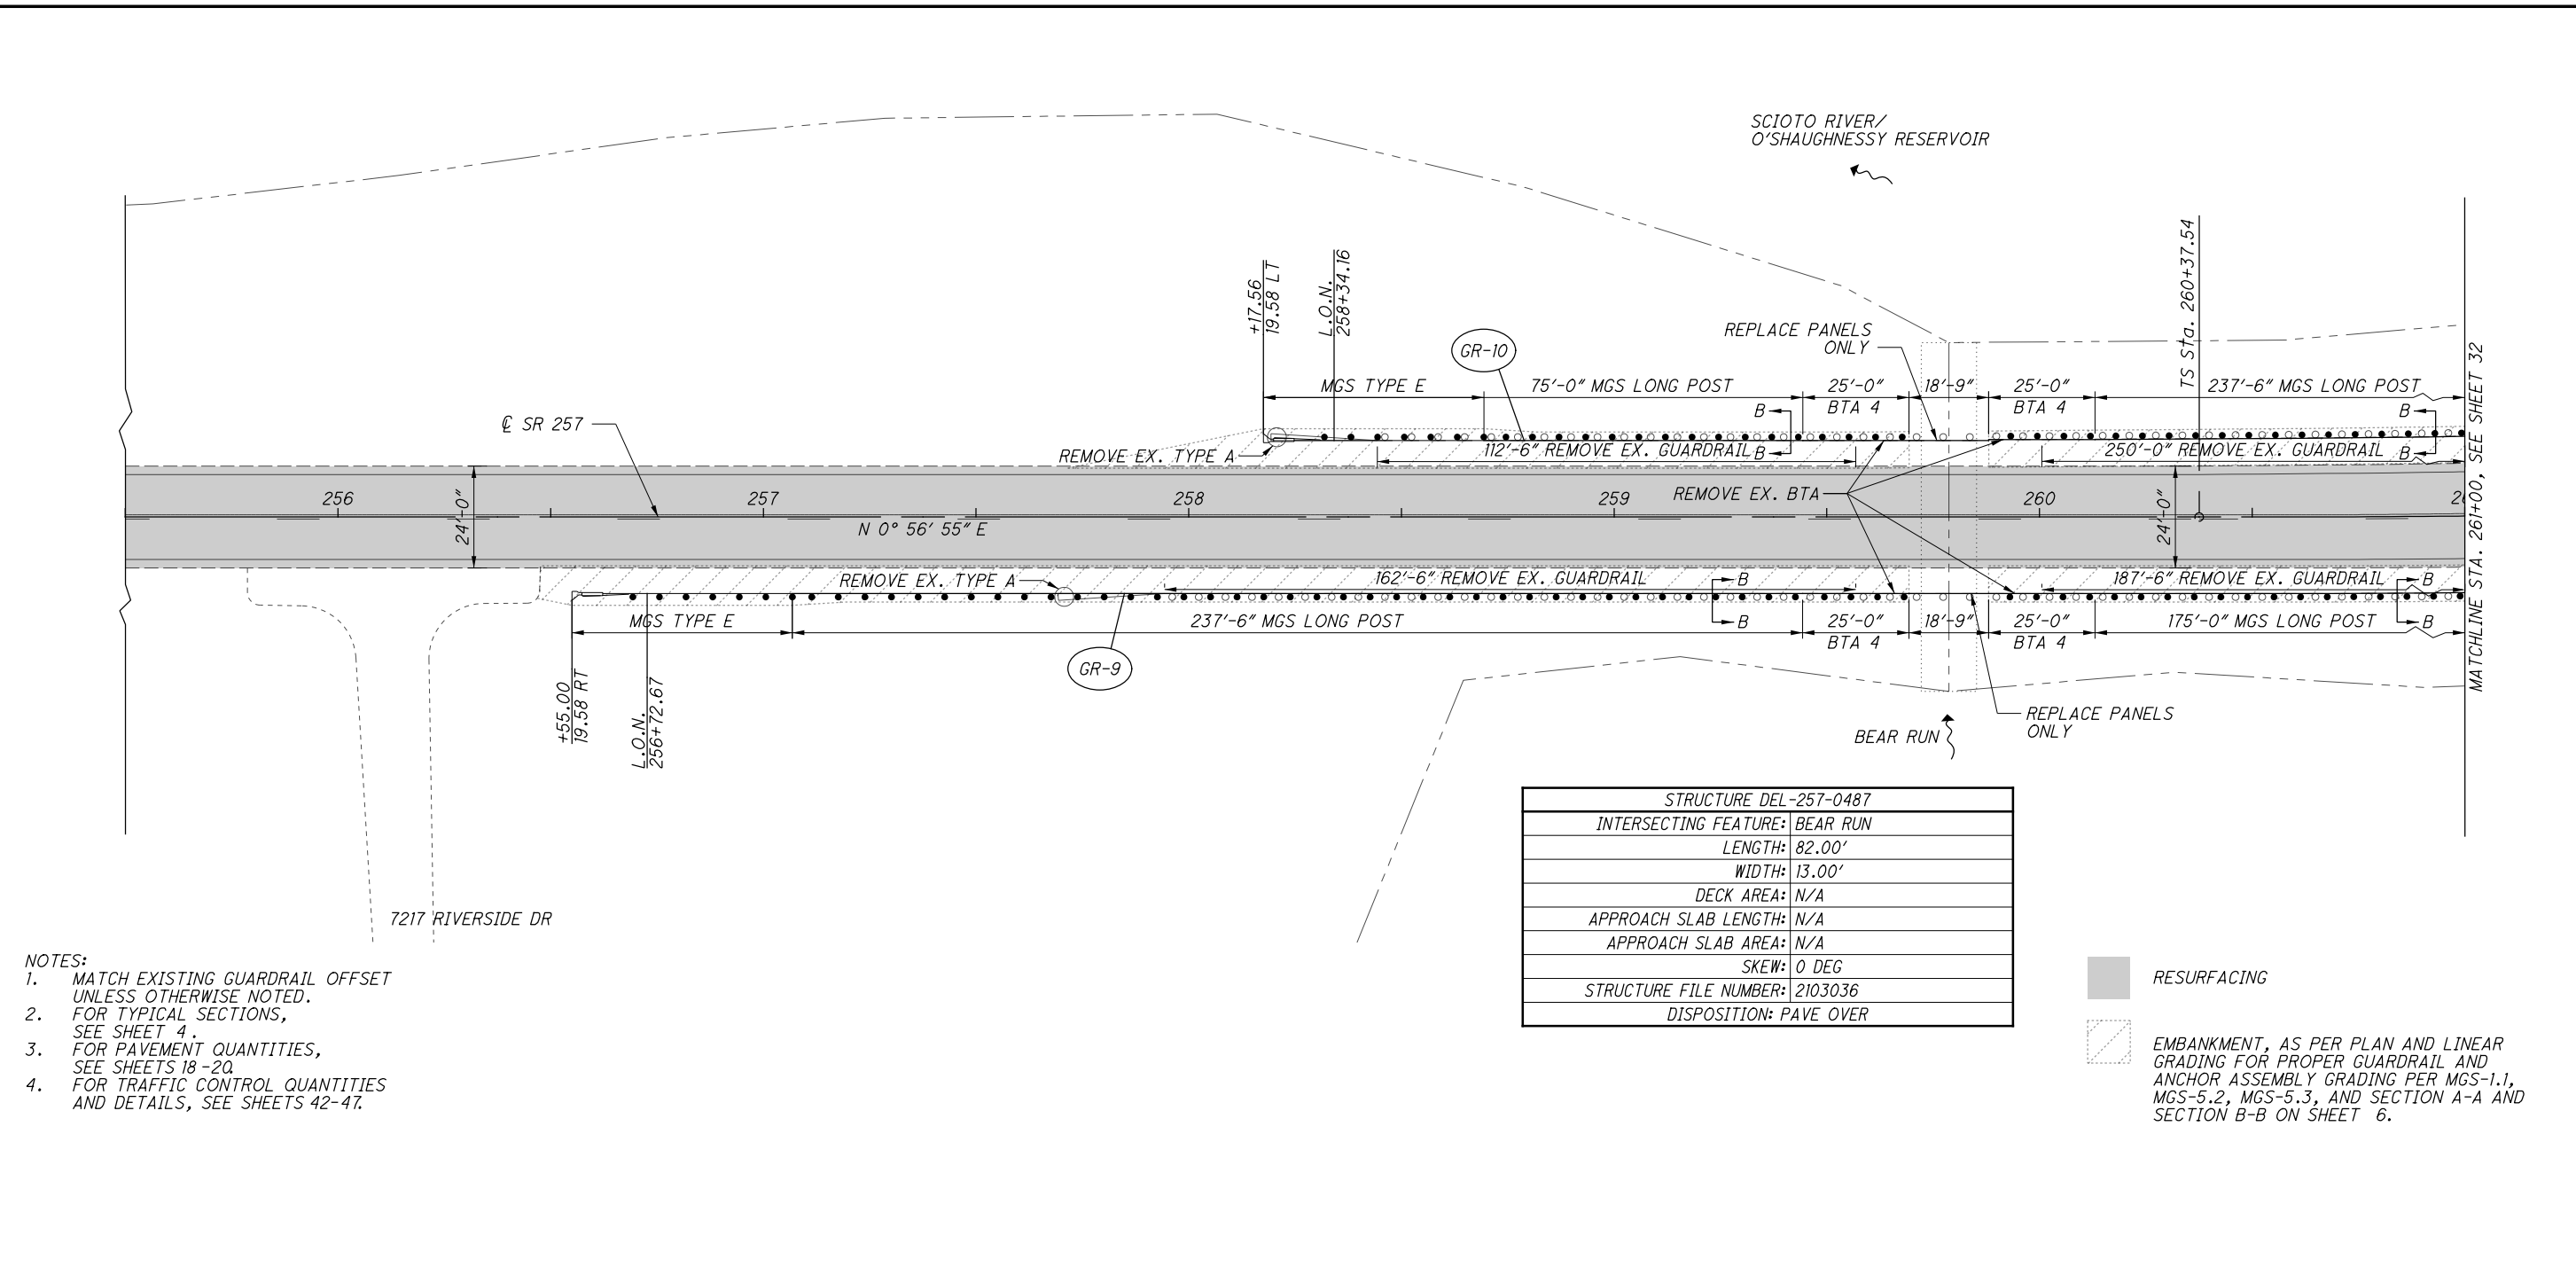 SCIOTO RIVER/
O'SHAUGHNESSY RESERVOIR
+17.56
19.58 LT
L.O.N.
258+34.16
TS Sta. 260+37.54
GR-10
REPLACE PANELS
ONLY
MATCHLINE STA. 261+00, SEE SHEET 32
MGS TYPE E
75'-0" MGS LONG POST
25'-0"
BTA 4
18'-9"
25'-0"
BTA 4
237'-6" MGS LONG POST
B
B
℄ SR 257
REMOVE EX. TYPE A
112'-6" REMOVE EX. GUARDRAIL
B
250'-0" REMOVE EX. GUARDRAIL
B
24'-0"
256
257
258
259
REMOVE EX. BTA
260
24'-0"
N 0° 56' 55" E
REMOVE EX. TYPE A
162'-6" REMOVE EX. GUARDRAIL
B
187'-6" REMOVE EX. GUARDRAIL
B
MGS TYPE E
237'-6" MGS LONG POST
B
25'-0"
BTA 4
18'-9"
25'-0"
BTA 4
175'-0" MGS LONG POST
B
GR-9
+55.00
19.58 RT
L.O.N.
256+72.67
BEAR RUN
REPLACE PANELS
ONLY
STRUCTURE DEL-257-0487
INTERSECTING FEATURE: BEAR RUN
LENGTH: 82.00'
WIDTH: 13.00'
DECK AREA: N/A
APPROACH SLAB LENGTH: N/A
APPROACH SLAB AREA: N/A
SKEW: 0 DEG
STRUCTURE FILE NUMBER: 2103036
DISPOSITION: PAVE OVER
7217 RIVERSIDE DR
NOTES:
1. MATCH EXISTING GUARDRAIL OFFSET
UNLESS OTHERWISE NOTED.
2. FOR TYPICAL SECTIONS,
SEE SHEET 4.
3. FOR PAVEMENT QUANTITIES,
SEE SHEETS 18-20.
4. FOR TRAFFIC CONTROL QUANTITIES
AND DETAILS, SEE SHEETS 42-47.
RESURFACING
EMBANKMENT, AS PER PLAN AND LINEAR
GRADING FOR PROPER GUARDRAIL AND
ANCHOR ASSEMBLY GRADING PER MGS-1.1,
MGS-5.2, MGS-5.3, AND SECTION A-A AND
SECTION B-B ON SHEET 6.